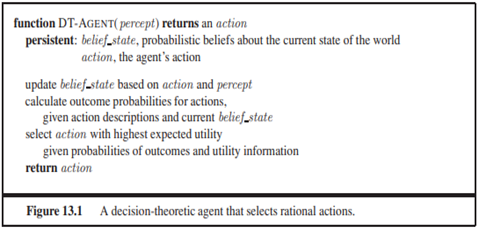 function DT-AGENT(percept) returns an action
persistent: belief_state, probabilistic beliefs about the current state of the world
action, the agent's action
update belief_state based on action and percept
calculate outcome probabilities for actions,
given action descriptions and current belief_state
select action with highest expected utility
given probabilities of outcomes and utility information
return action
Figure 13.1 A decision-theoretic agent that selects rational actions.